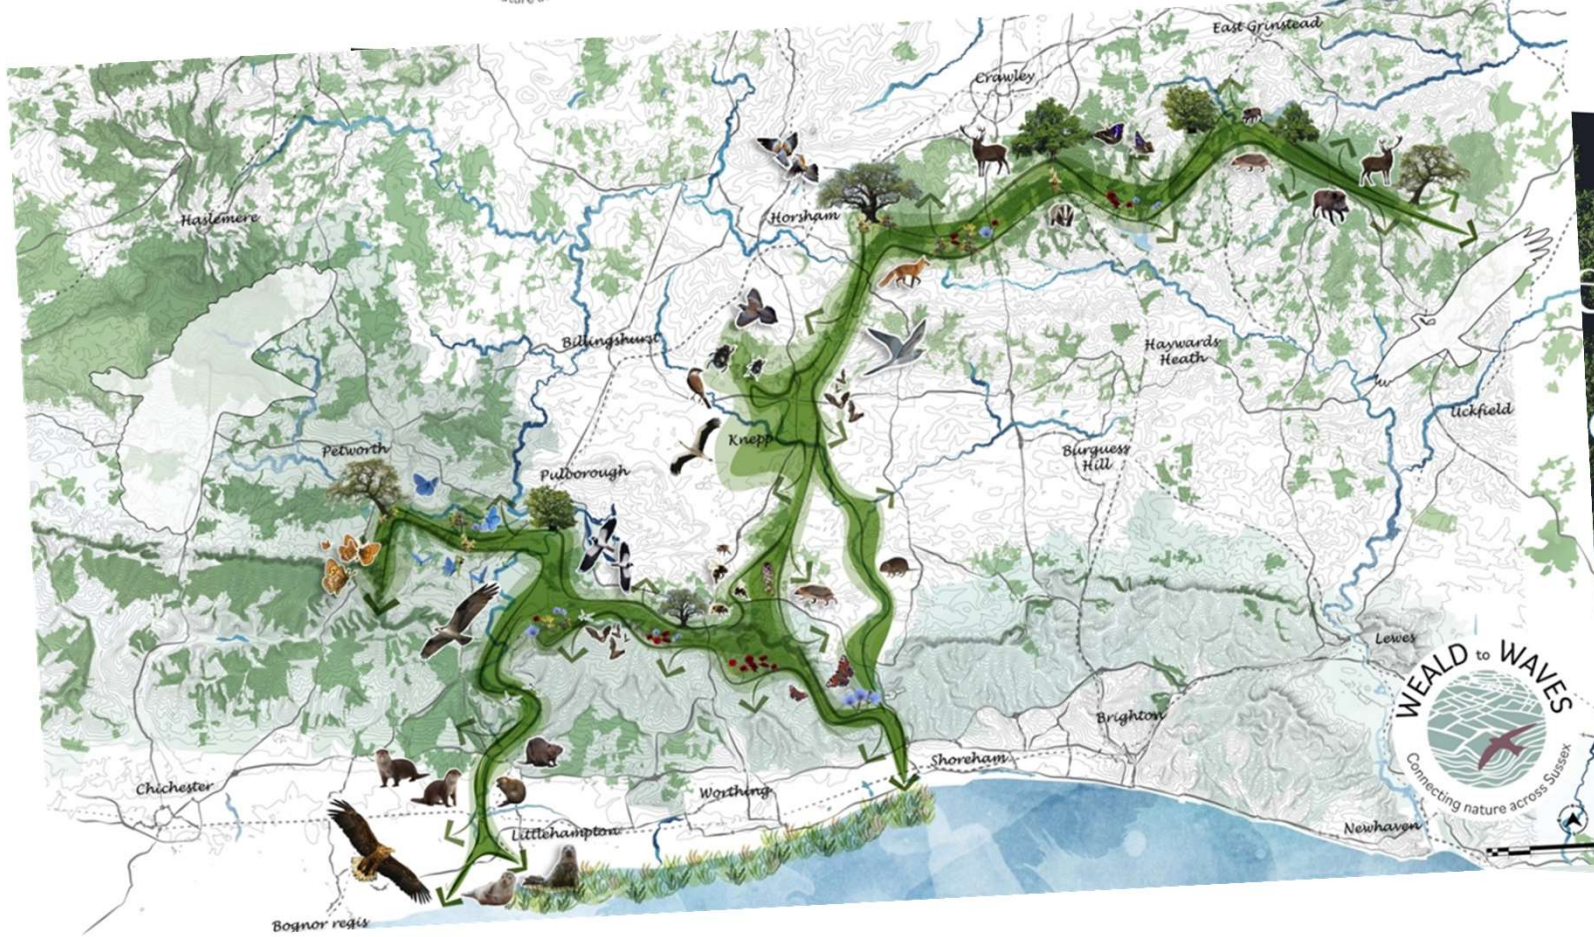 East Grinstead
Crawley
Haslemere
Horsham
Billingshurst
Haywards
Heath
Uckfield
Knepp
Petworth
Pulborough
Burguess
Hill
Lewes
WEALD to WAVES
Connecting nature across Sussex
Brighton
Shoreham
Chichester
Worthing
Littlehampton
Newhaven
Bognor regis